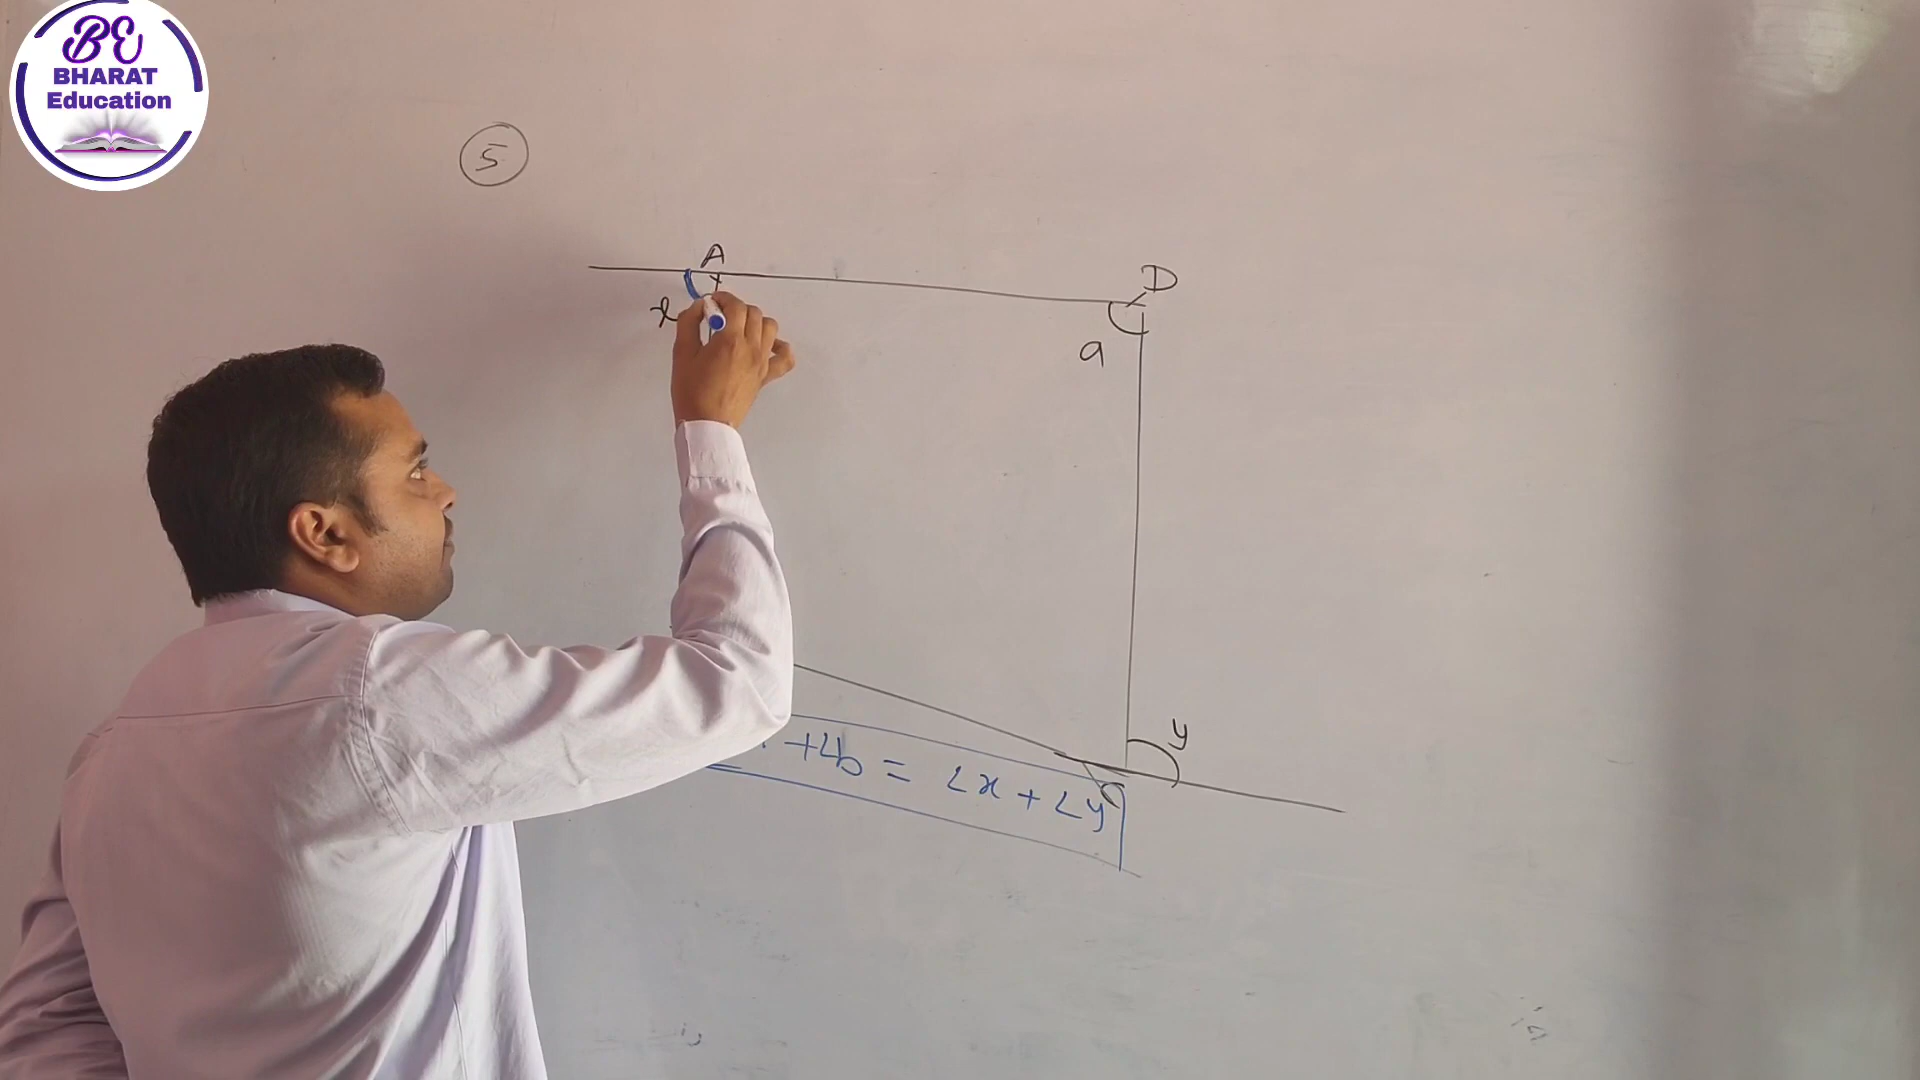 BE
BHARAT
Education
5
A
D
x
a
y
+∠b = ∠x + ∠y